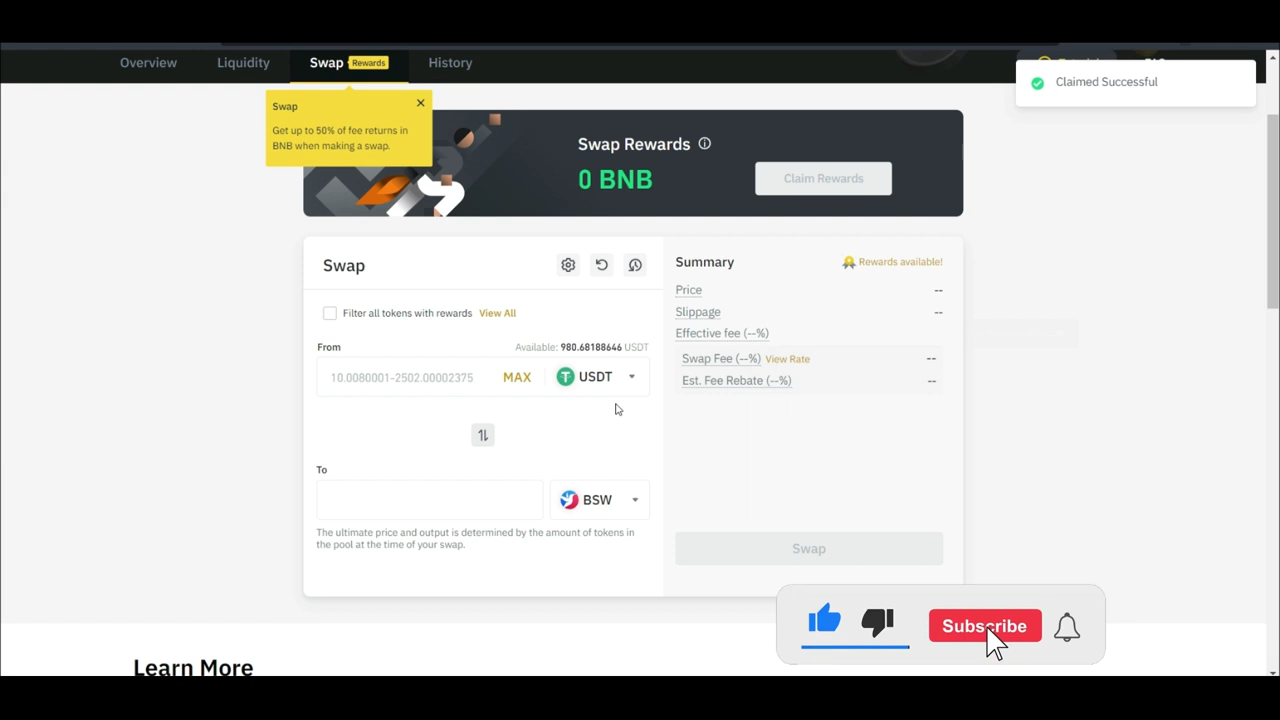 Overview Liquidity Swap Rewards History
Claimed Successful
Swap
Get up to 50% of fee returns in
BNB when making a swap.
Swap Rewards
0 BNB
Claim Rewards
Swap
Filter all tokens with rewards View All
From Available: 980.68188646 USDT
10.0080001-2502.00002375 MAX USDT
To
BSW
The ultimate price and output is determined by the amount of tokens in
the pool at the time of your swap.
Summary Rewards available!
Price --
Slippage --
Effective fee (--%)
Swap Fee (--%) View Rate --
Est. Fee Rebate (--%) --
Swap
Subscribe
Learn More